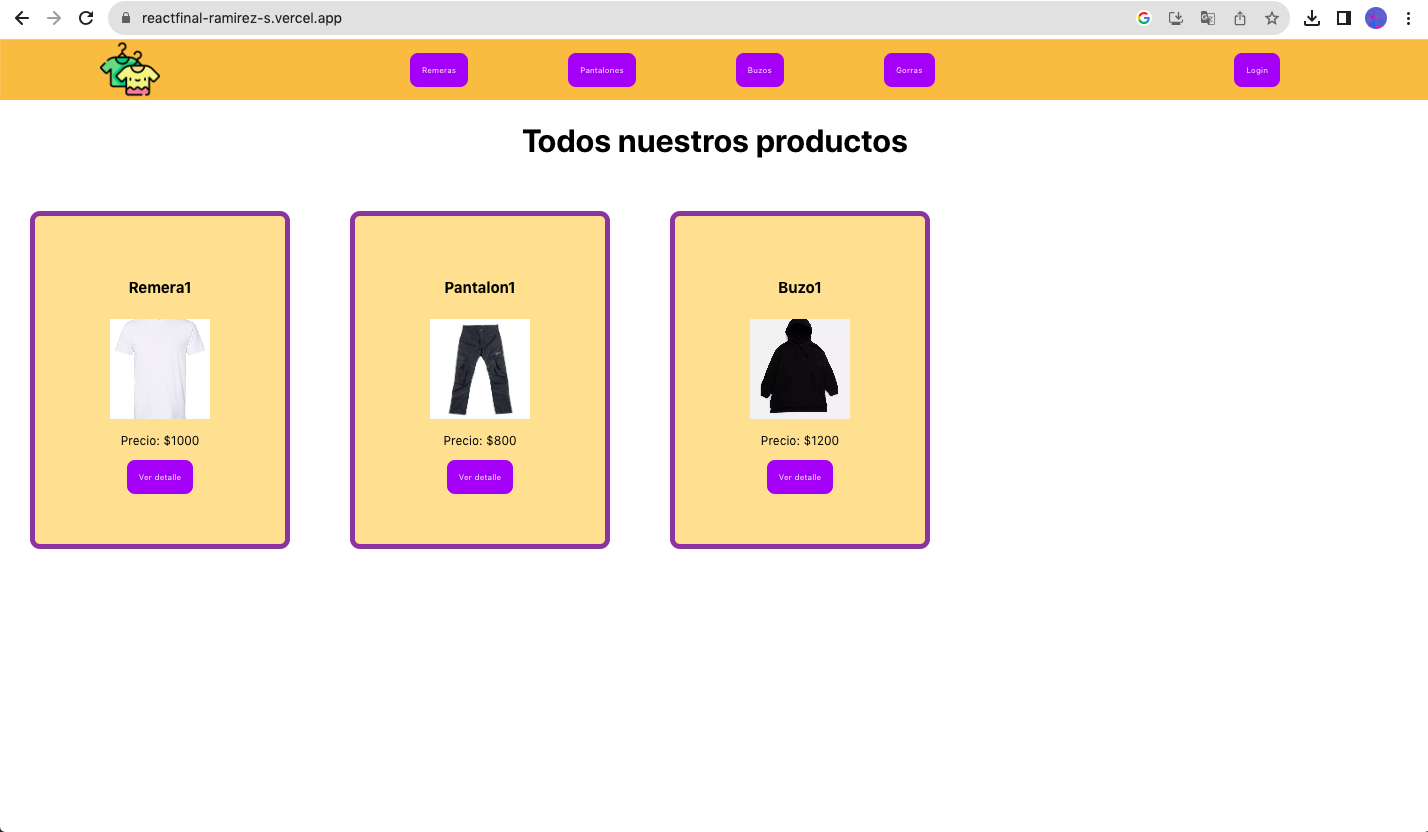 reactfinal-ramirez-s.vercel.app
Remeras Pantalones Buzos Gorras Login
Todos nuestros productos
Remera1 Pantalon1 Buzo1
Precio: $1000 Precio: $800 Precio: $1200
Ver detalle Ver detalle Ver detalle